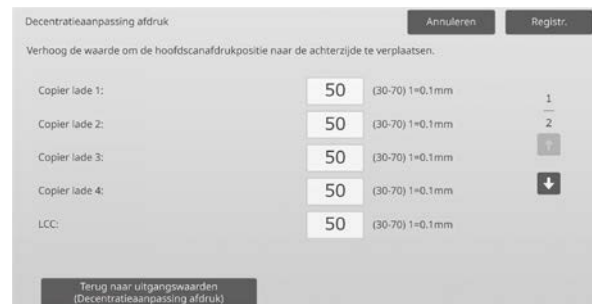 Decentratieaanpassing afdruk
Annuleren
Registr.
Verhoog de waarde om de hoofdscanafdrukpositie naar de achterzijde te verplaatsen.
Copier lade 1: 50 (30-70) 1=0.1mm
Copier lade 2: 50 (30-70) 1=0.1mm
Copier lade 3: 50 (30-70) 1=0.1mm
Copier lade 4: 50 (30-70) 1=0.1mm
LCC: 50 (30-70) 1=0.1mm
1
2
Terug naar uitgangswaarden
(Decentratieaanpassing afdruk)